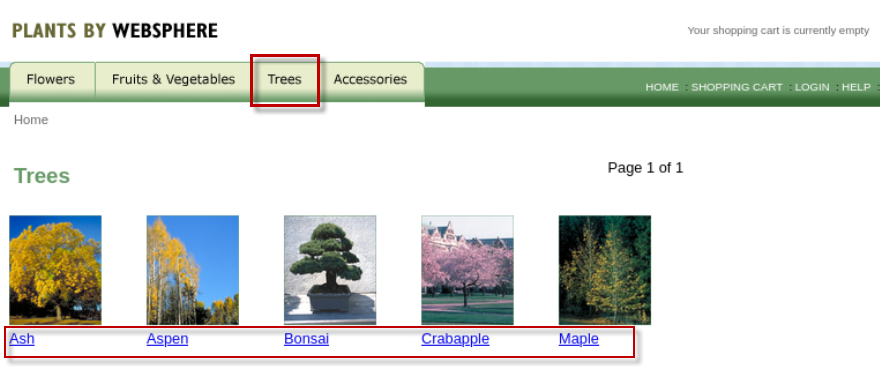 PLANTS BY WEBSPHERE
Your shopping cart is currently empty
Flowers Fruits & Vegetables Trees Accessories
HOME : SHOPPING CART : LOGIN : HELP :
Home
Trees
Page 1 of 1
Ash Aspen Bonsai Crabapple Maple